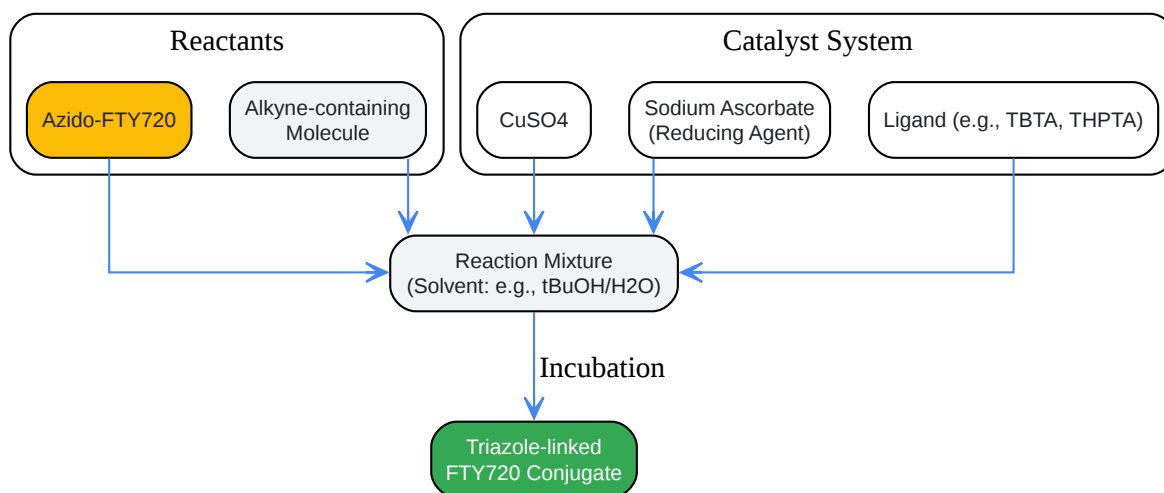 Reactants
Catalyst System
Azido-FTY720
Alkyne-containing
Molecule
CuSO4
Sodium Ascorbate
(Reducing Agent)
Ligand (e.g., TBTA, THPTA)
Reaction Mixture
(Solvent: e.g., tBuOH/H2O)
Incubation
Triazole-linked
FTY720 Conjugate